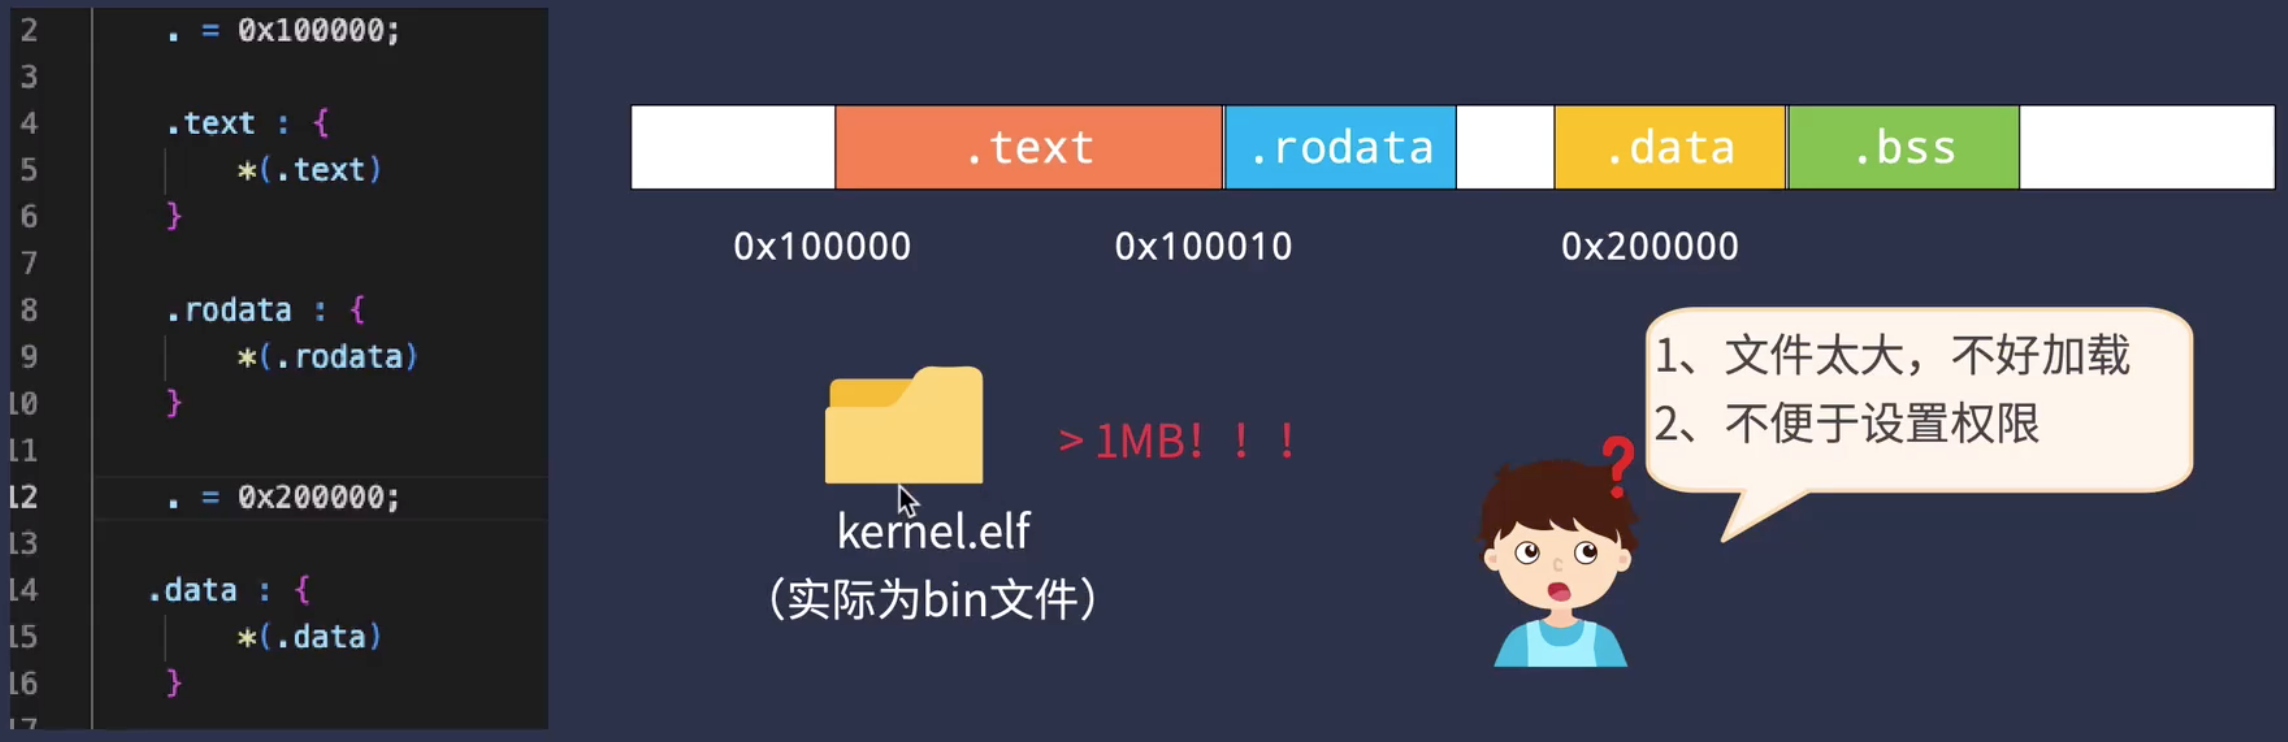 2 . = 0x100000;
3
4 .text : {
5 *(.text)
6 }
7
8 .rodata : {
9 *(.rodata)
10 }
11
12 . = 0x200000;
13
14 .data : {
15 *(.data)
16 }
17
.text .rodata .data .bss
0x100000 0x100010 0x200000
1、文件太大，不好加载
2、不便于设置权限
> 1MB！！！
?
kernel.elf
（实际为bin文件）